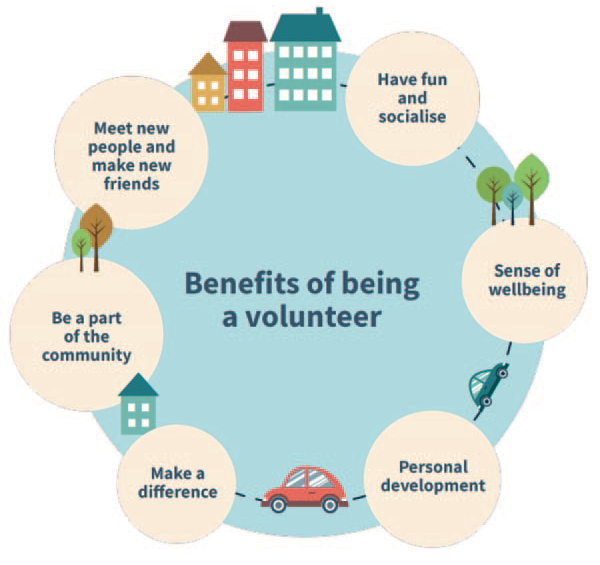 Have fun
and
socialise
Meet new
people and
make new
friends
Sense of
wellbeing
Benefits of being
a volunteer
Be a part
of the
community
Personal
development
Make a
difference